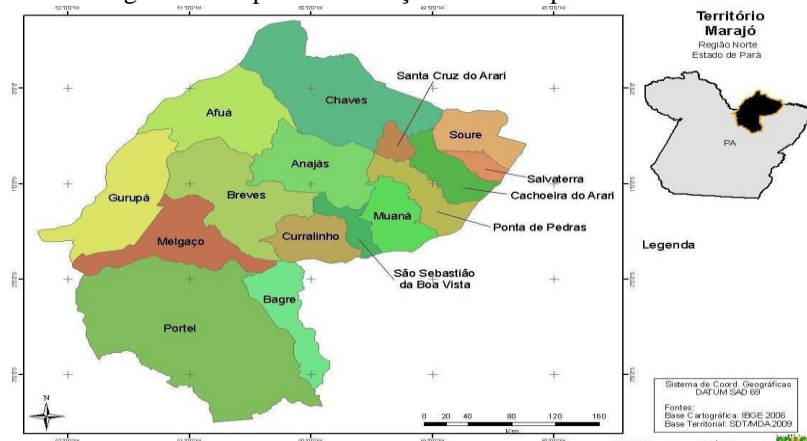 Território
Marajó
Região Norte
Estado de Pará
PA
Santa Cruz do Arari
Chaves
Afuá
Soure
Anajás
Salvaterra
Cachoeira do Arari
Gurupá
Breves
Muanà
Ponta de Pedras
Melgaço
Curralinho
Legenda
São Sebastião
da Boa Vista
Bagre
Portel
N
0 20 40 80 120 160
Km
Sistema de Coord. Geográficas
DATUM SAD 69
Fontes:
Base Cartográfica: IBGE 2006
Base Territorial: SDT/MDA 2009